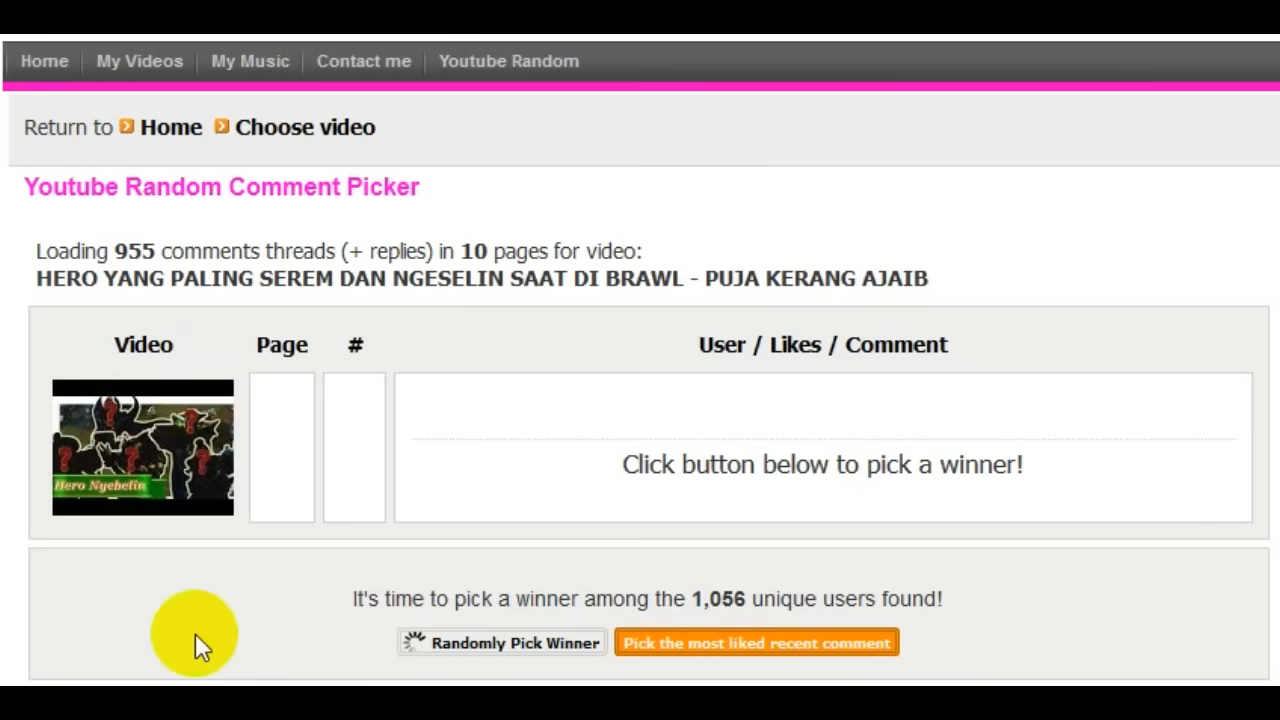 Home My Videos My Music Contact me Youtube Random
Return to Home Choose video
Youtube Random Comment Picker
Loading 955 comments threads (+ replies) in 10 pages for video:
HERO YANG PALING SEREM DAN NGESELIN SAAT DI BRAWL - PUJA KERANG AJAIB
Video Page # User / Likes / Comment
? ? ? ? ?
Hero Nyebelin
Click button below to pick a winner!
It's time to pick a winner among the 1,056 unique users found!
Randomly Pick Winner Pick the most liked recent comment